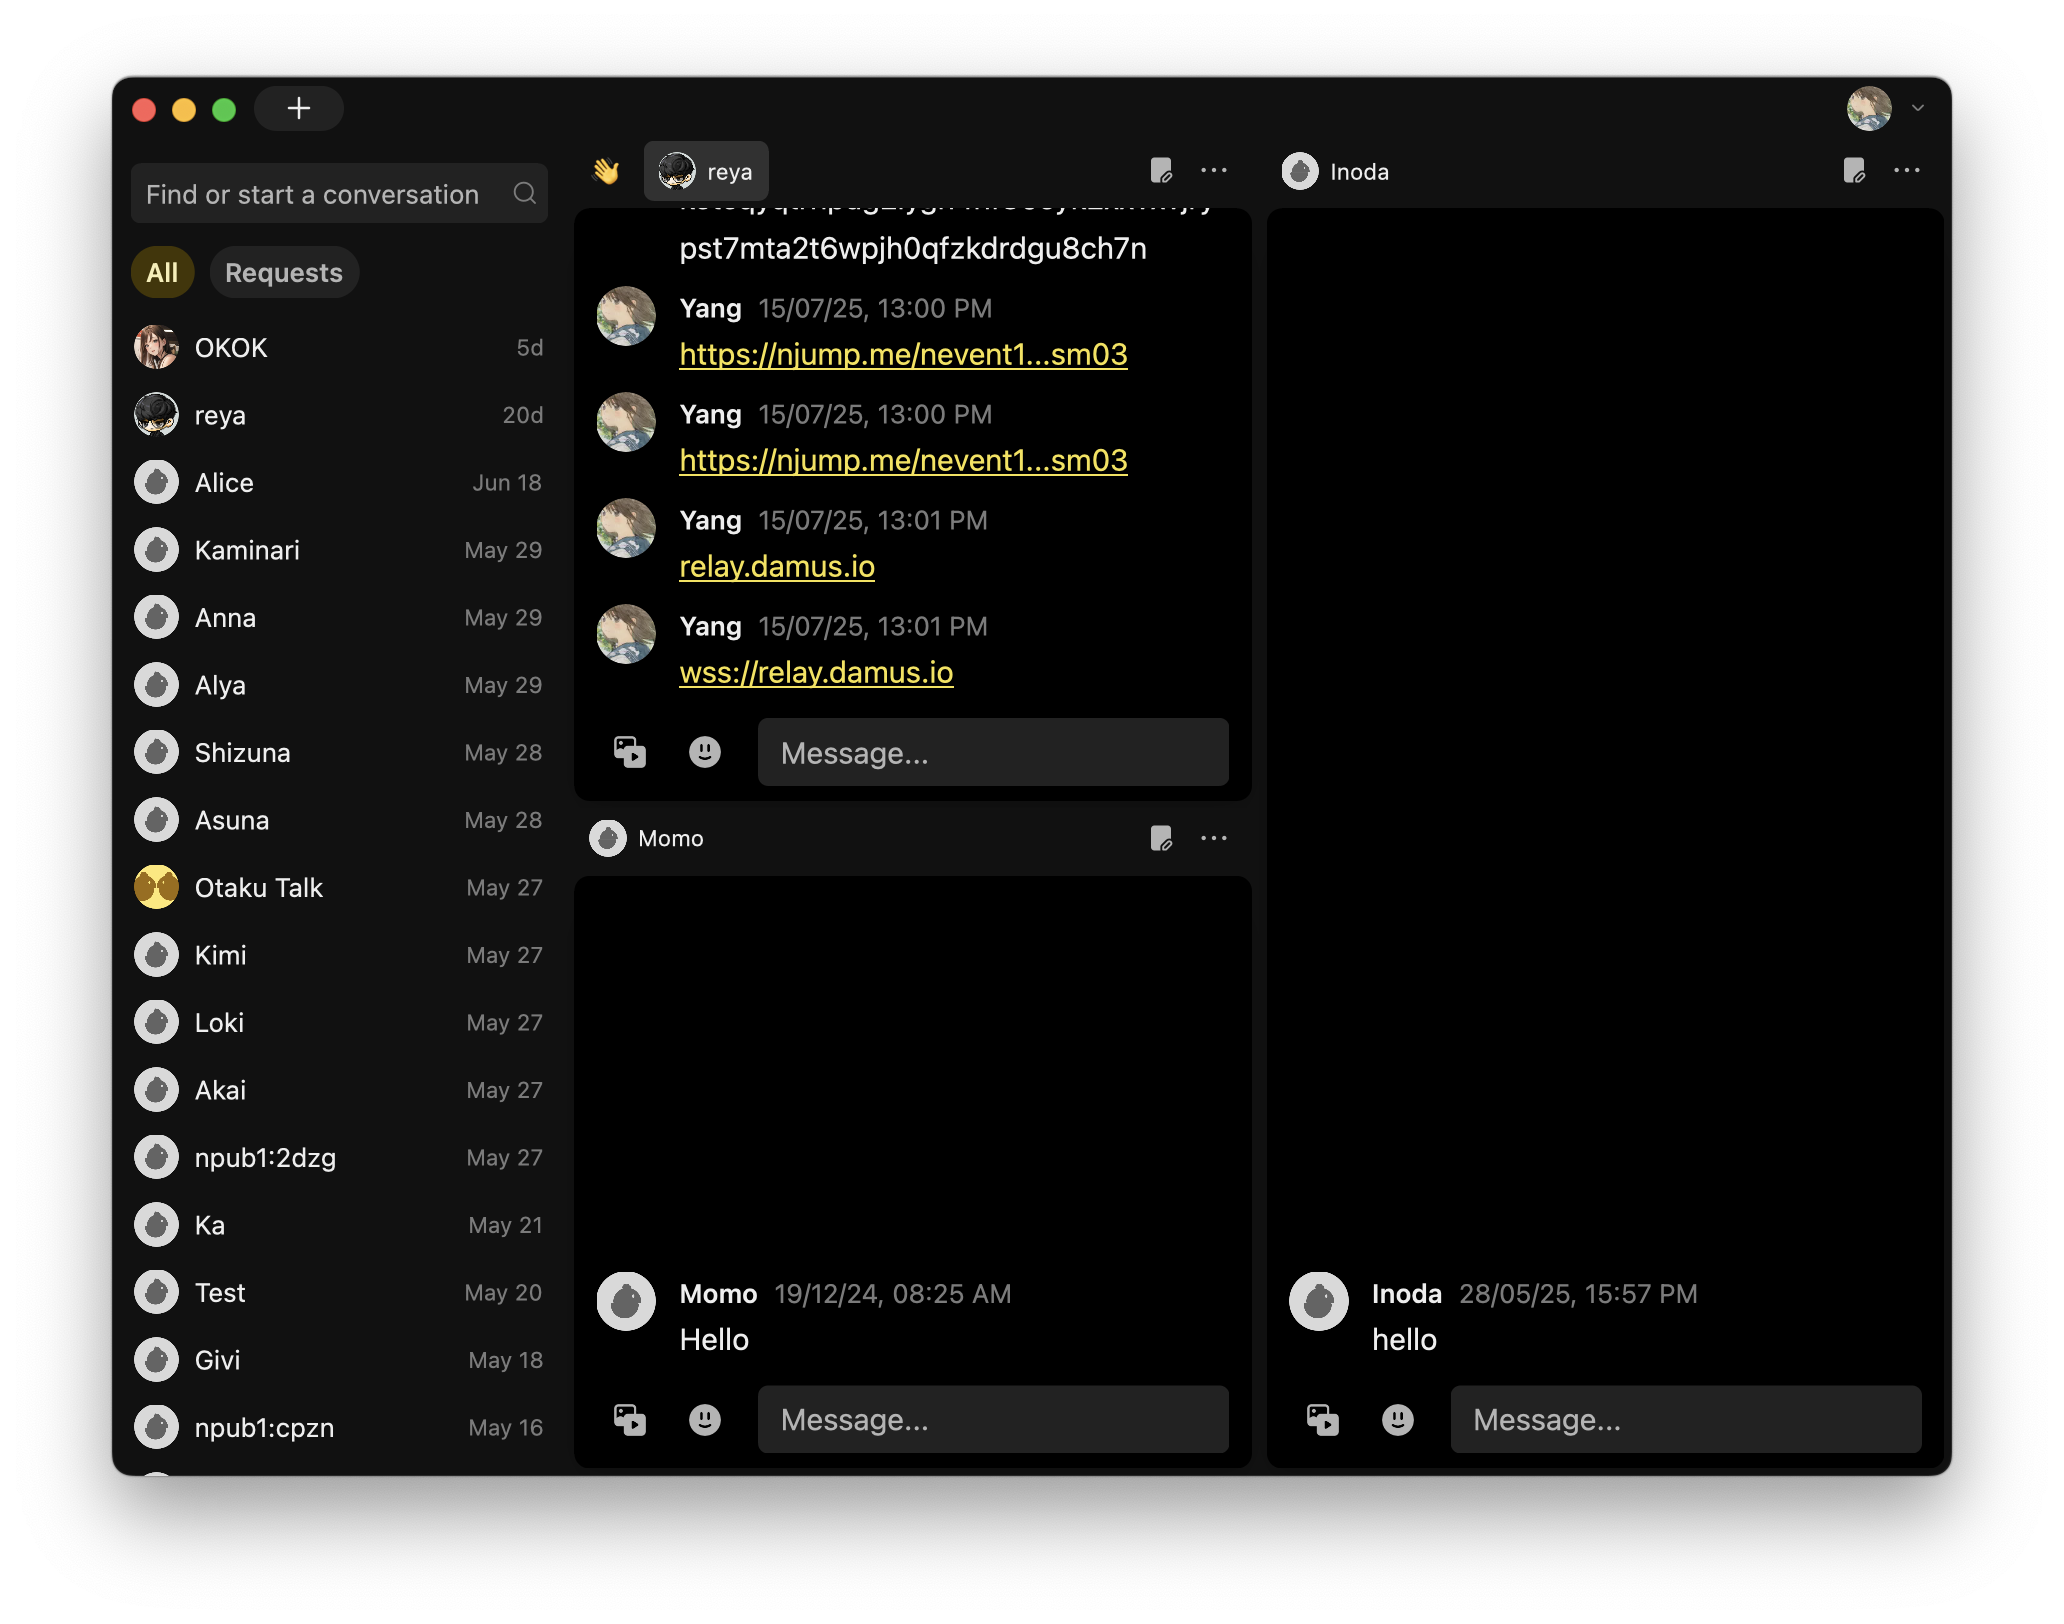 Find or start a conversation
All
Requests
OKOK
5d
reya
20d
Alice
Jun 18
Kaminari
May 29
Anna
May 29
Alya
May 29
Shizuna
May 28
Asuna
May 28
Otaku Talk
May 27
Kimi
May 27
Loki
May 27
Akai
May 27
npub1:2dzg
May 27
Ka
May 21
Test
May 20
Givi
May 18
npub1:cpzn
May 16
reya
pst7mta2t6wpjh0qfzkdrdgu8ch7n
Yang 15/07/25, 13:00 PM
https://njump.me/nevent1...sm03
Yang 15/07/25, 13:00 PM
https://njump.me/nevent1...sm03
Yang 15/07/25, 13:01 PM
relay.damus.io
Yang 15/07/25, 13:01 PM
wss://relay.damus.io
Message...
Momo
Momo 19/12/24, 08:25 AM
Hello
Message...
Inoda
Inoda 28/05/25, 15:57 PM
hello
Message...